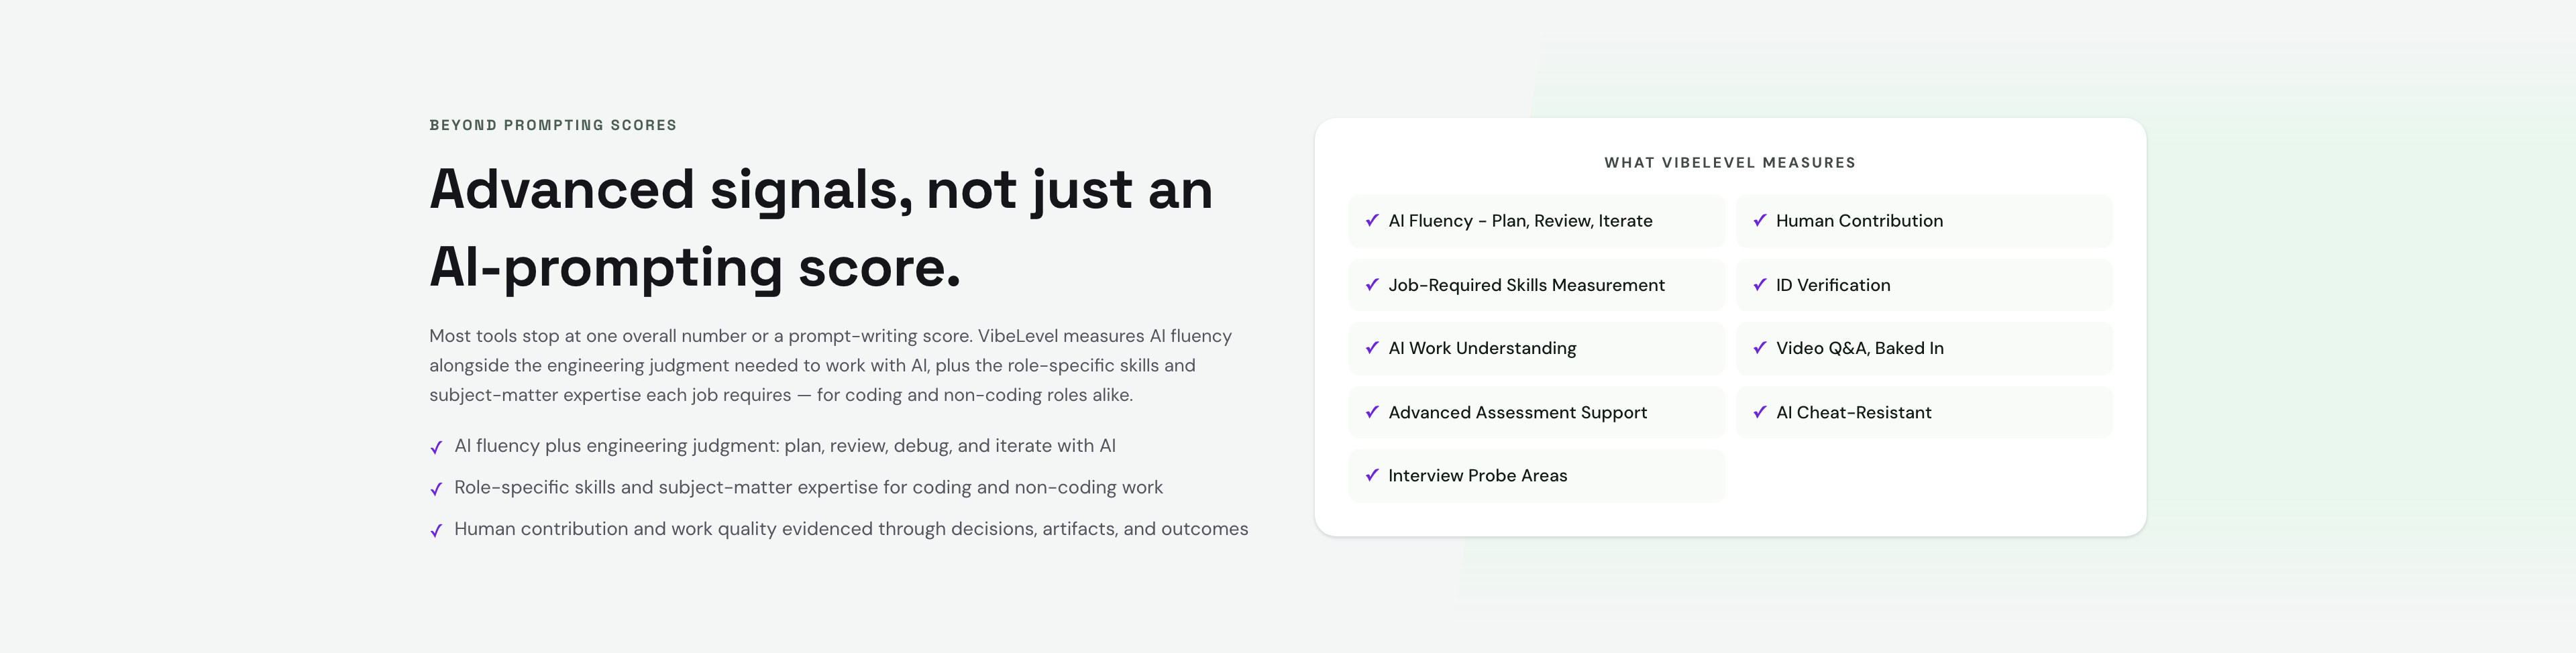 BEYOND PROMPTING SCORES
Advanced signals, not just an
AI-prompting score.
Most tools stop at one overall number or a prompt-writing score. VibeLevel measures AI fluency
alongside the engineering judgment needed to work with AI, plus the role-specific skills and
subject-matter expertise each job requires — for coding and non-coding roles alike.
✓ AI fluency plus engineering judgment: plan, review, debug, and iterate with AI
✓ Role-specific skills and subject-matter expertise for coding and non-coding work
✓ Human contribution and work quality evidenced through decisions, artifacts, and outcomes
WHAT VIBELEVEL MEASURES
✓ AI Fluency - Plan, Review, Iterate
✓ Human Contribution
✓ Job-Required Skills Measurement
✓ ID Verification
✓ AI Work Understanding
✓ Video Q&A, Baked In
✓ Advanced Assessment Support
✓ AI Cheat-Resistant
✓ Interview Probe Areas